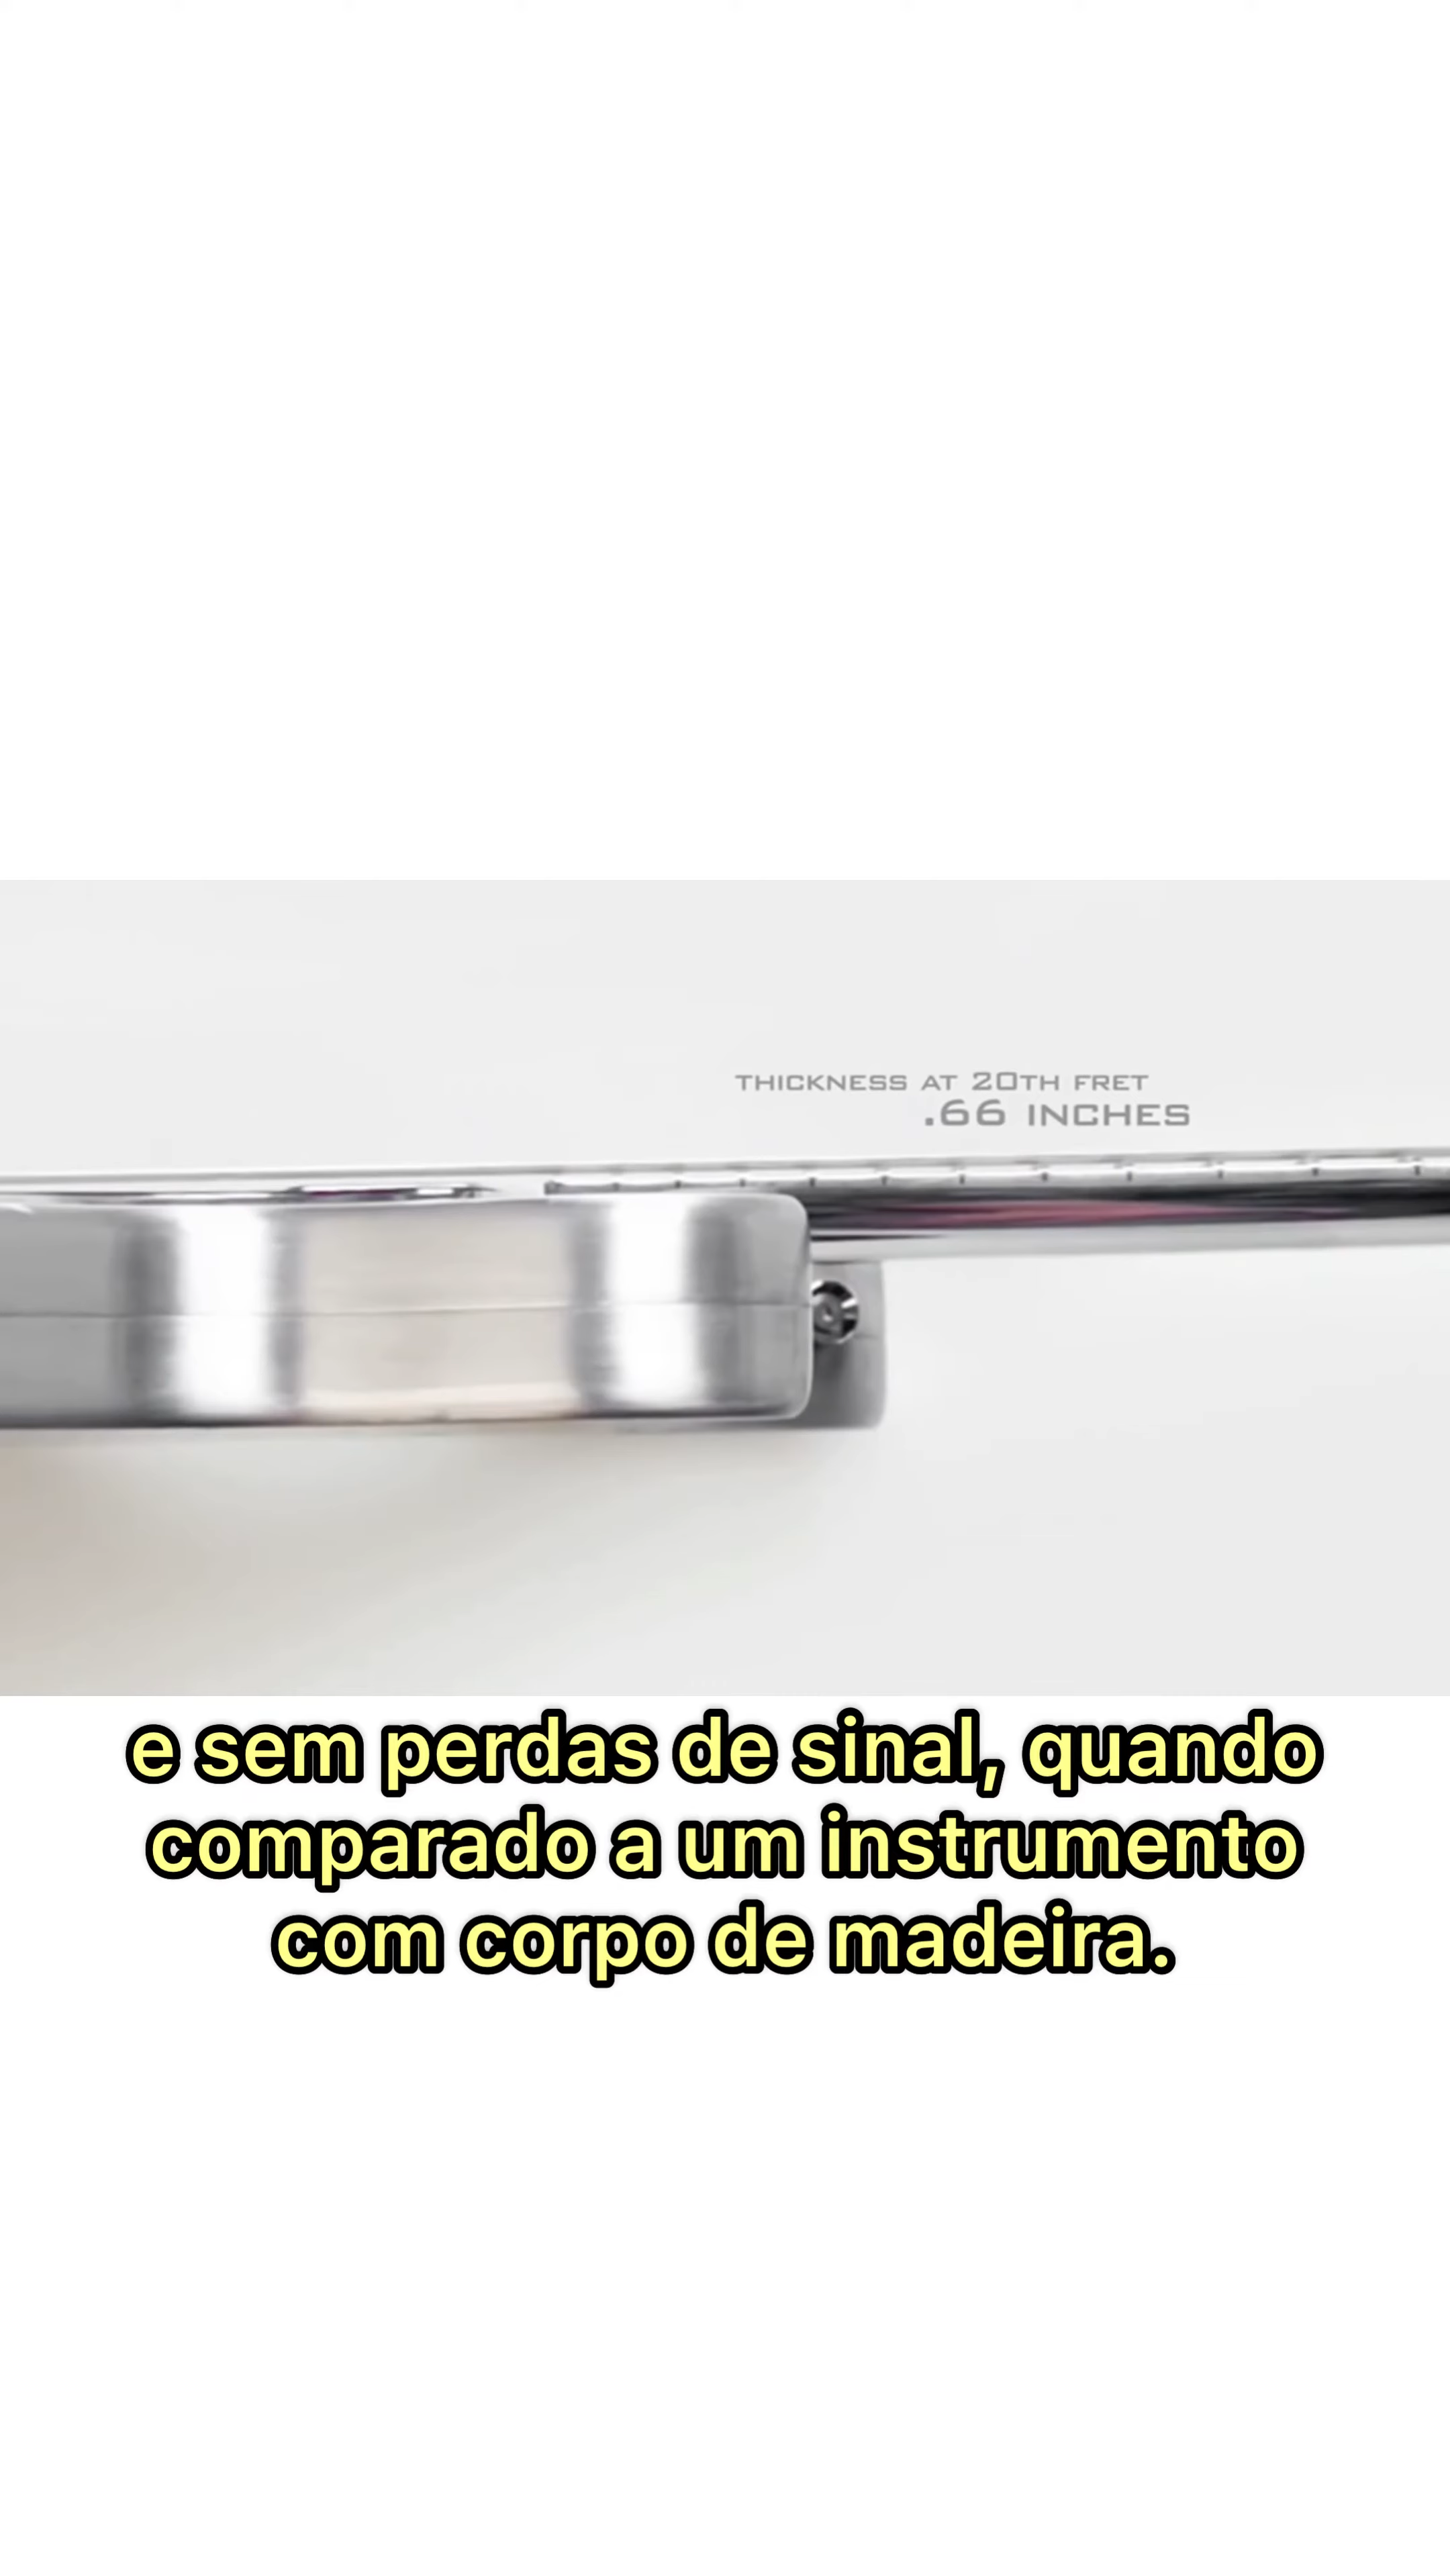 THICKNESS AT 20TH FRET
.66 INCHES
e sem perdas de sinal, quando
comparado a um instrumento
com corpo de madeira.